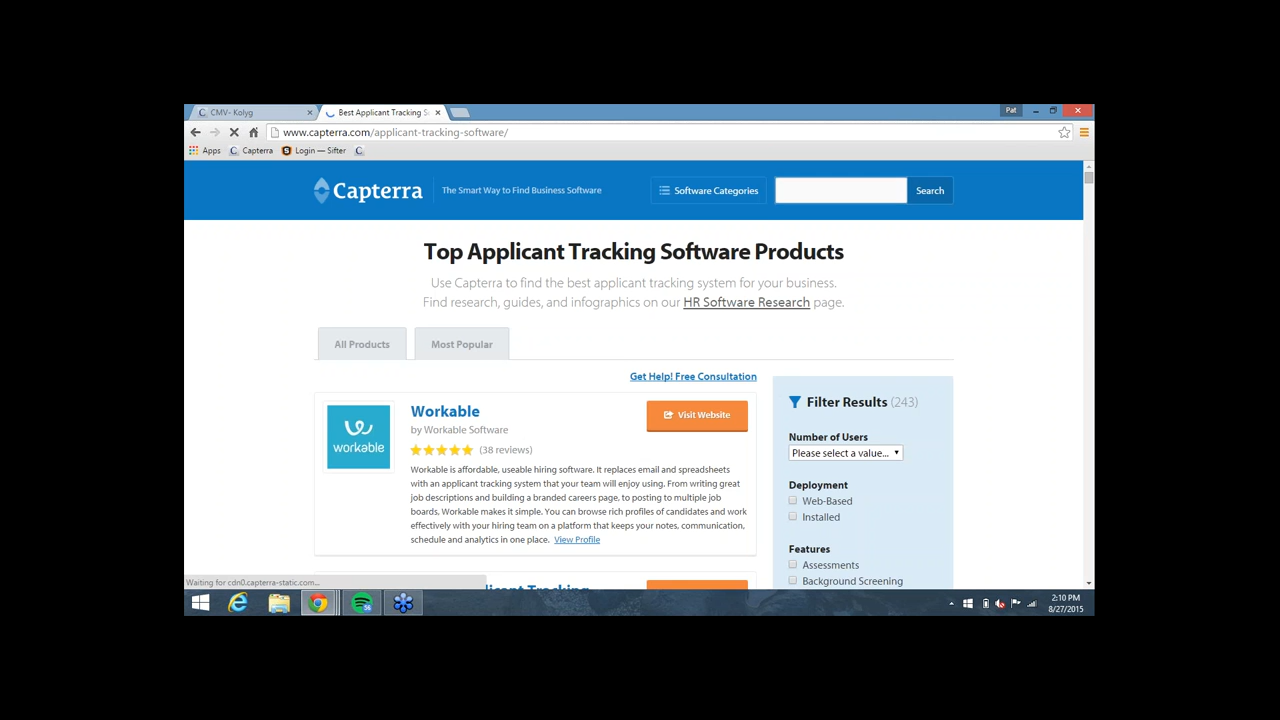 CMV- Kolyg
Best Applicant Tracking S
Pat
www.capterra.com/applicant-tracking-software/
Apps
Capterra
Login — Sifter
Capterra
The Smart Way to Find Business Software
Software Categories
Search
Top Applicant Tracking Software Products
Use Capterra to find the best applicant tracking system for your business.
Find research, guides, and infographics on our HR Software Research page.
All Products
Most Popular
Get Help! Free Consultation
workable
Workable
by Workable Software
(38 reviews)
Visit Website
Workable is affordable, useable hiring software. It replaces email and spreadsheets
with an applicant tracking system that your team will enjoy using. From writing great
job descriptions and building a branded careers page, to posting to multiple job
boards, Workable makes it simple. You can browse rich profiles of candidates and work
effectively with your hiring team on a platform that keeps your notes, communication,
schedule and analytics in one place. View Profile
Filter Results (243)
Number of Users
Please select a value...
Deployment
Web-Based
Installed
Features
Assessments
Background Screening
Tracking
Waiting for cdn0.capterra-static.com...
2:10 PM
8/27/2015